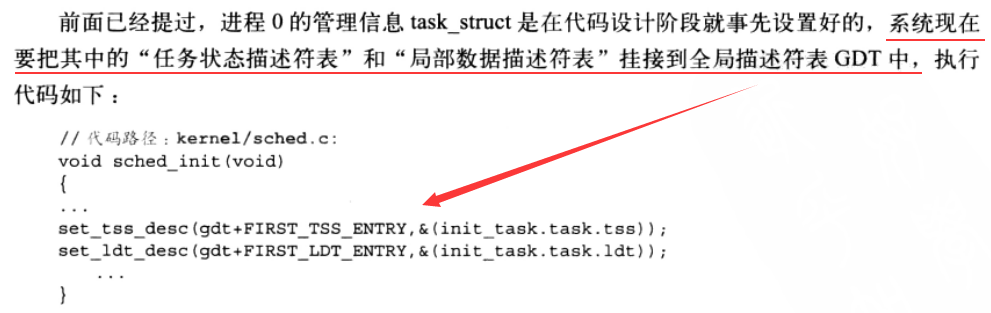 前面已经提过，进程 0 的管理信息 task_struct 是在代码设计阶段就事先设置好的，系统现在
要把其中的“任务状态描述符表”和“局部数据描述符表”挂接到全局描述符表 GDT 中，执行
代码如下：
// 代码路径：kernel/sched.c:
void sched_init(void)
{
...
set_tss_desc(gdt+FIRST_TSS_ENTRY,&(init_task.task.tss));
set_ldt_desc(gdt+FIRST_LDT_ENTRY,&(init_task.task.ldt));
...
}